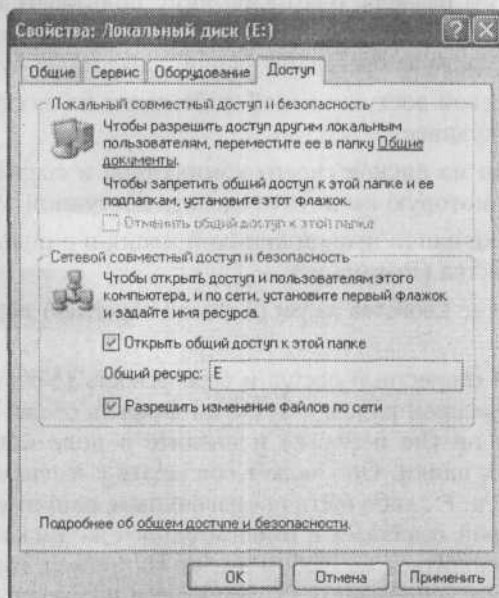 Свойства: Локальный диск (E:)
Общие Сервис Оборудование Доступ
Локальный совместный доступ и безопасность
Чтобы разрешить доступ другим локальным
пользователям, переместите ее в папку Общие
документы.
Чтобы запретить общий доступ к этой папке и ее
подпапкам, установите этот флажок.
Отменить общий доступ к этой папке
Сетевой совместный доступ и безопасность
Чтобы открыть доступ и пользователям этого
компьютера, и по сети, установите первый флажок
и задайте имя ресурса.
Открыть общий доступ к этой папке
Общий ресурс: E
Разрешить изменение файлов по сети
Подробнее об общем доступе и безопасности.
OK Отмена Применить